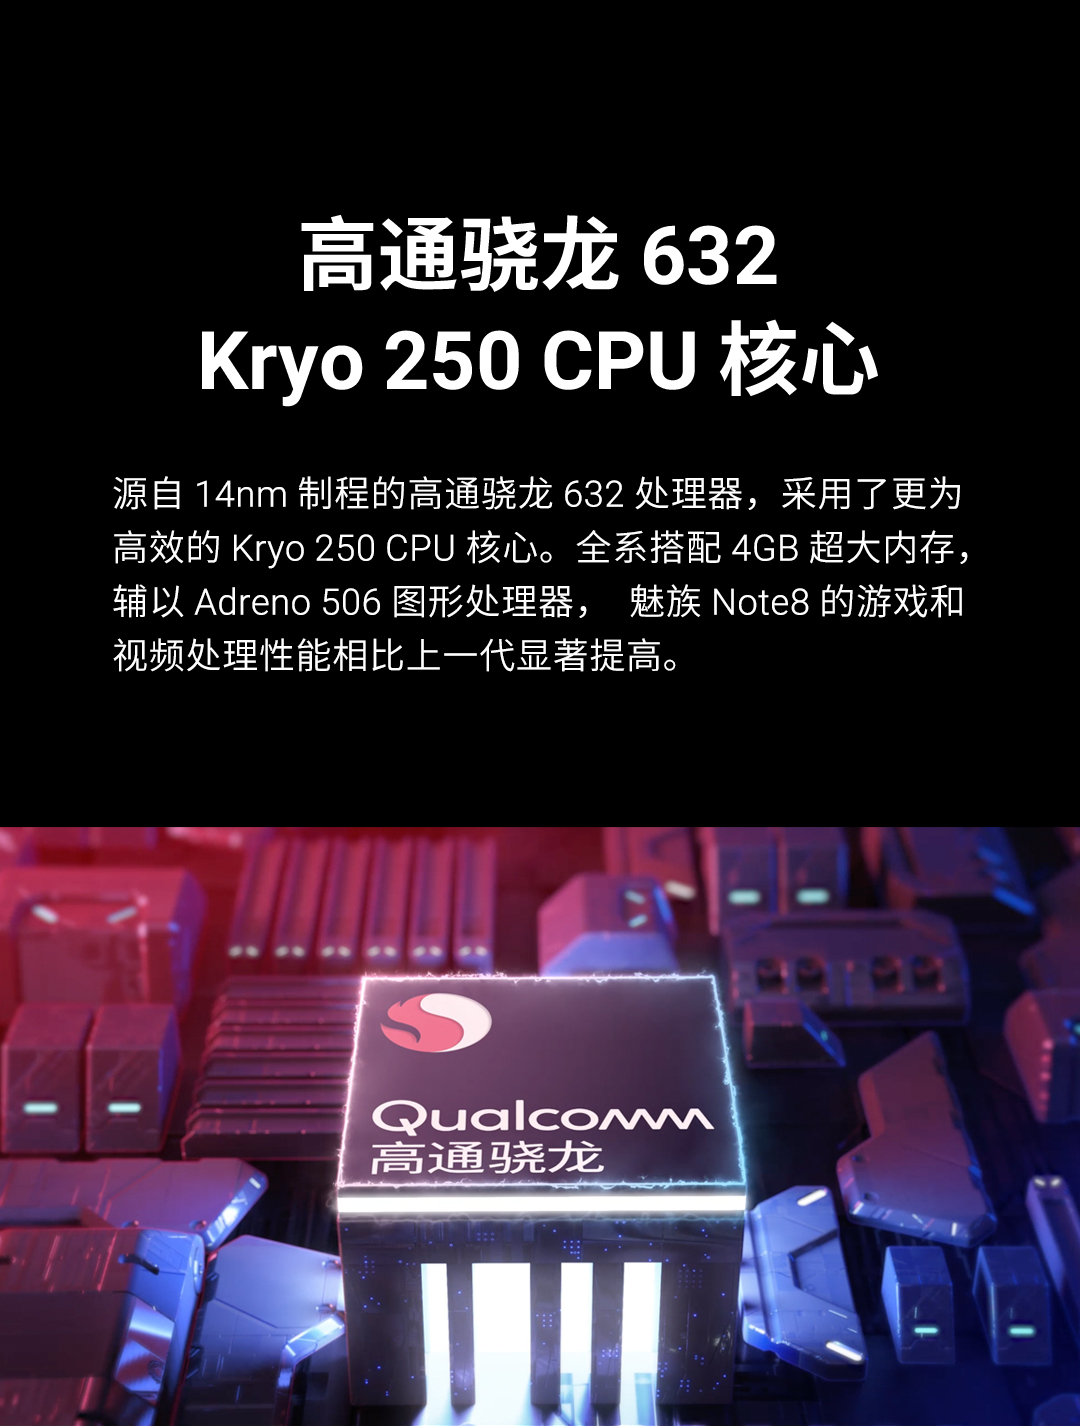 高通骁龙 632
Kryo 250 CPU 核心
源自 14nm 制程的高通骁龙 632 处理器，采用了更为
高效的 Kryo 250 CPU 核心。全系搭配 4GB 超大内存，
辅以 Adreno 506 图形处理器， 魅族 Note8 的游戏和
视频处理性能相比上一代显著提高。
Qualcomm
高通骁龙